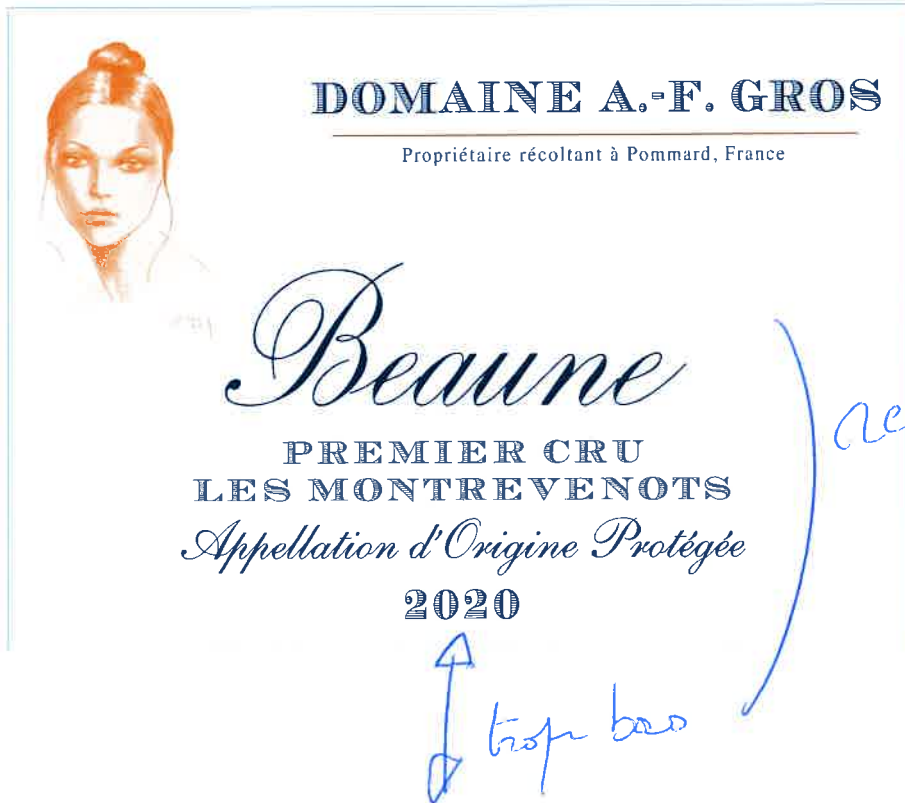 DOMAINE A.-F. GROS
Propriétaire récoltant à Pommard, France
Beaune
PREMIER CRU
LES MONTREVENOTS
Appellation d'Origine Protégée
2020
trop bas